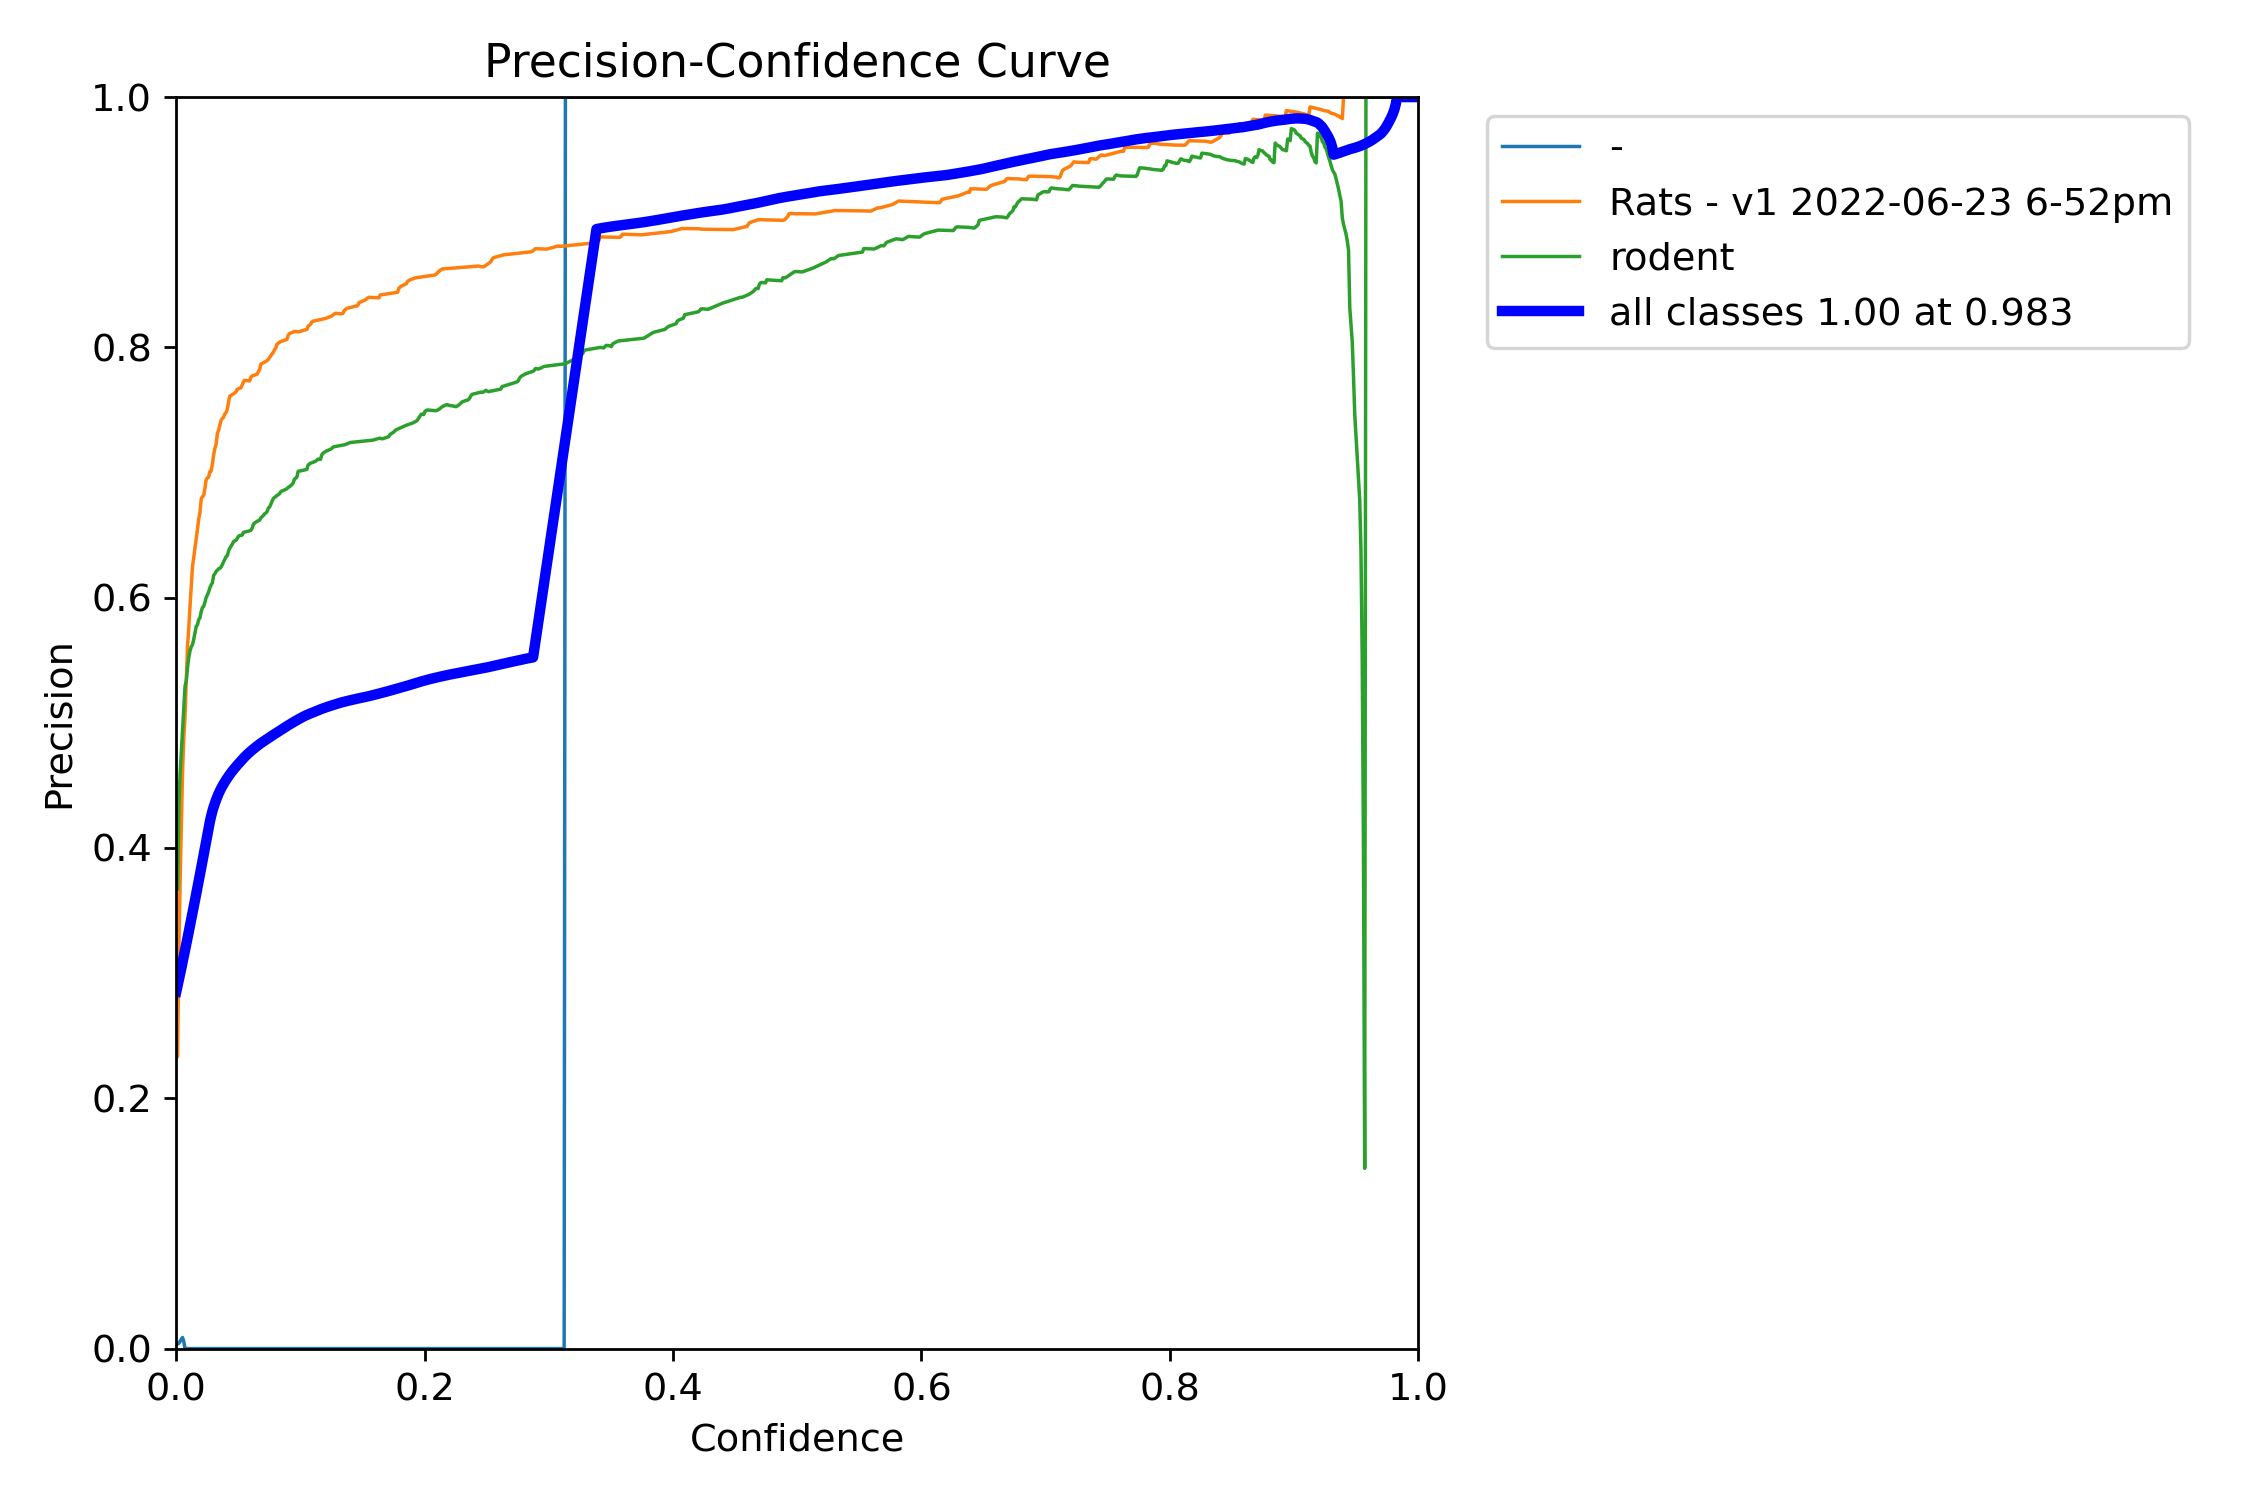 Precision-Confidence Curve
1.0
0.8
0.6
0.4
0.2
0.0
Precision
0.0 0.2 0.4 0.6 0.8 1.0
Confidence
-
Rats - v1 2022-06-23 6-52pm
rodent
all classes 1.00 at 0.983